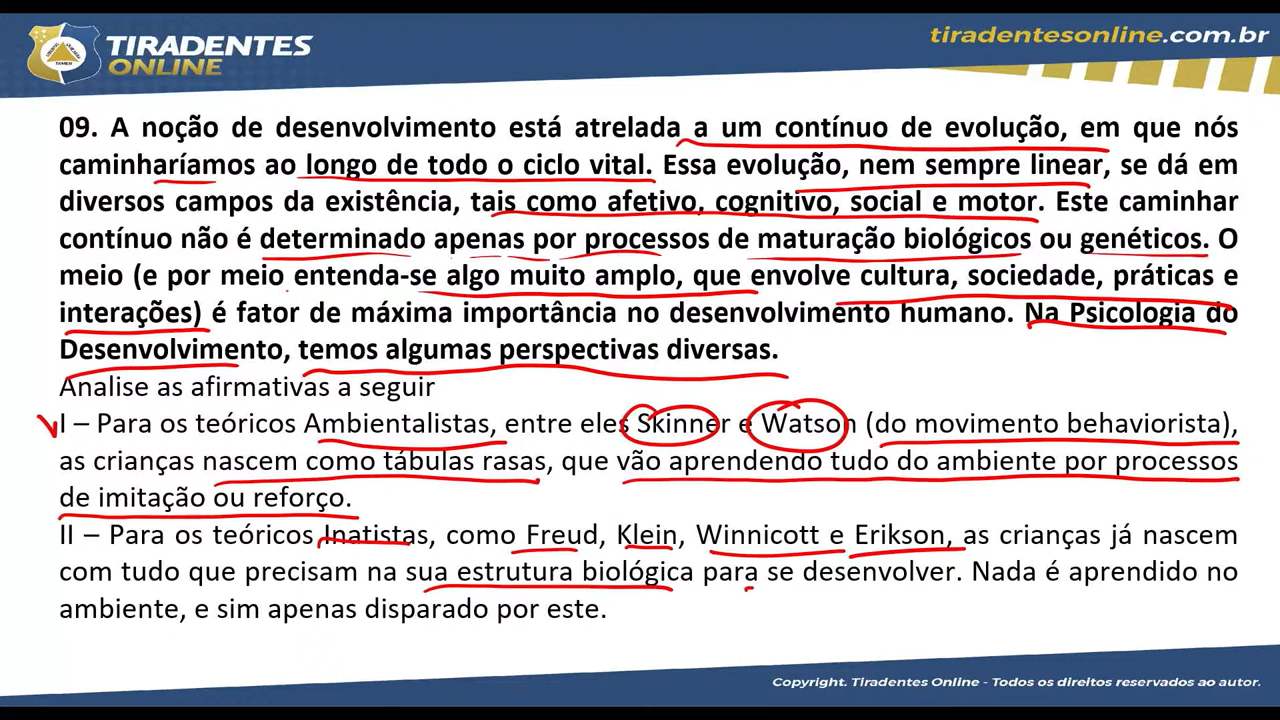 TIRADENTES
ONLINE
tiradentesonline.com.br
09. A noção de desenvolvimento está atrelada a um contínuo de evolução, em que nós
caminharíamos ao longo de todo o ciclo vital. Essa evolução, nem sempre linear, se dá em
diversos campos da existência, tais como afetivo, cognitivo, social e motor. Este caminhar
contínuo não é determinado apenas por processos de maturação biológicos ou genéticos. O
meio (e por meio entenda-se algo muito amplo, que envolve cultura, sociedade, práticas e
interações) é fator de máxima importância no desenvolvimento humano. Na Psicologia do
Desenvolvimento, temos algumas perspectivas diversas.
Analise as afirmativas a seguir
V I – Para os teóricos Ambientalistas, entre eles Skinner e Watson (do movimento behaviorista),
as crianças nascem como tábulas rasas, que vão aprendendo tudo do ambiente por processos
de imitação ou reforço.
II – Para os teóricos Inatistas, como Freud, Klein, Winnicott e Erikson, as crianças já nascem
com tudo que precisam na sua estrutura biológica para se desenvolver. Nada é aprendido no
ambiente, e sim apenas disparado por este.
Copyright. Tiradentes Online - Todos os direitos reservados ao autor.